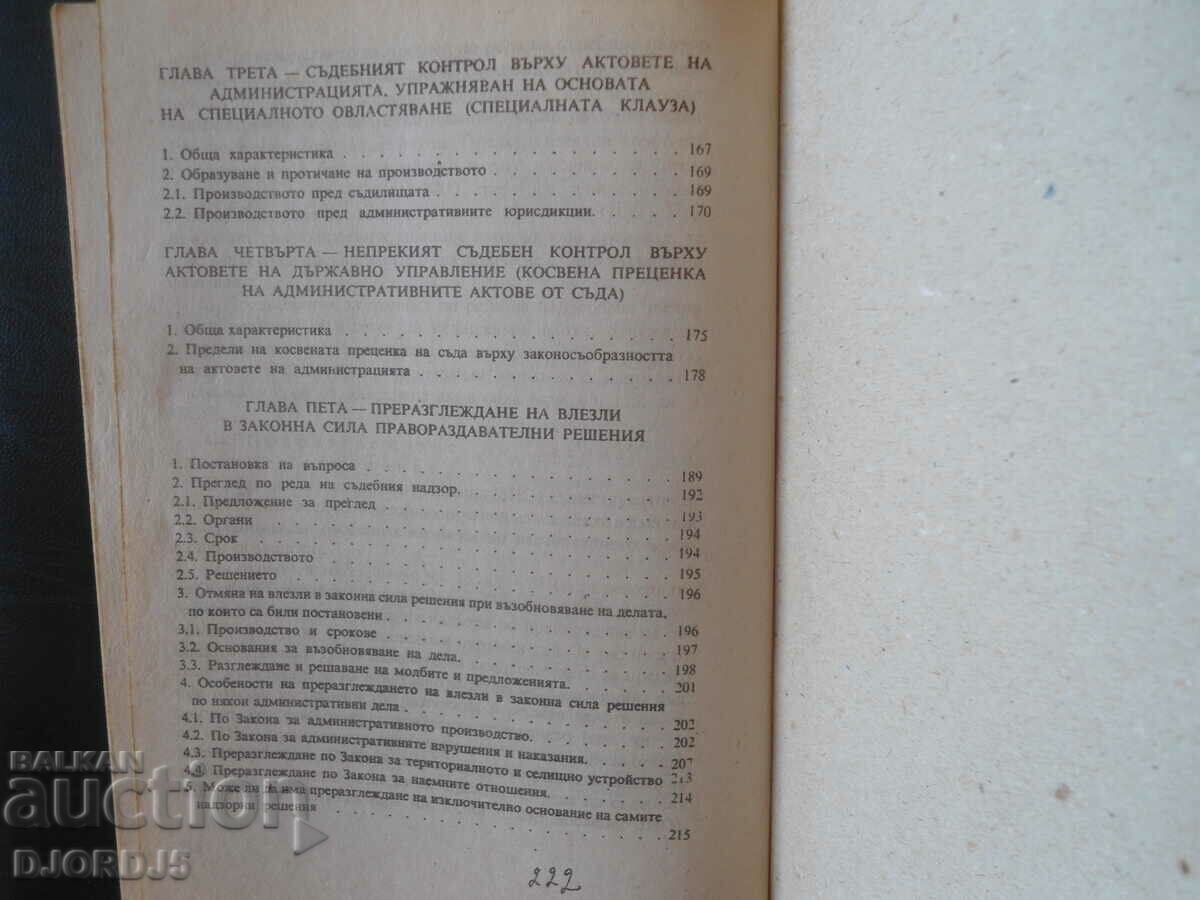 ГЛАВА ТРЕТА — СЪДЕБНИЯТ КОНТРОЛ ВЪРХУ АКТОВЕТЕ НА
АДМИНИСТРАЦИЯТА, УПРАЖНЯВАН НА ОСНОВАТА
НА СПЕЦИАЛНОТО ОВЛАСТЯВАНЕ (СПЕЦИАЛНАТА КЛАУЗА)
1. Обща характеристика . . . . . . . . . . . . . . . . . 167
2. Образуване и протичане на производството . . . . . . . . . 169
2.1. Производството пред съдилищата . . . . . . . . . . . . 169
2.2. Производството пред административните юрисдикции. . . . . 170
ГЛАВА ЧЕТВЪРТА — НЕПРЕКИЯТ СЪДЕБЕН КОНТРОЛ ВЪРХУ
АКТОВЕТЕ НА ДЪРЖАВНО УПРАВЛЕНИЕ (КОСВЕНА ПРЕЦЕНКА
НА АДМИНИСТРАТИВНИТЕ АКТОВЕ ОТ СЪДА)
1. Обща характеристика . . . . . . . . . . . . . . . . . 175
2. Предели на косвената преценка на съда върху законосъобразността
на актовете на администрацията . . . . . . . . . . . . . 178
ГЛАВА ПЕТА — ПРЕРАЗГЛЕЖДАНЕ НА ВЛЕЗЛИ
В ЗАКОННА СИЛА ПРАВОРАЗДАВАТЕЛНИ РЕШЕНИЯ
1. Постановка на въпроса . . . . . . . . . . . . . . . . 189
2. Преглед по реда на съдебния надзор. . . . . . . . . . . . 192
2.1. Предложение за преглед . . . . . . . . . . . . . . . 193
2.2. Органи . . . . . . . . . . . . . . . . . . . . . 194
2.3. Срок . . . . . . . . . . . . . . . . . . . . . . 194
2.4. Производството . . . . . . . . . . . . . . . . . . 195
2.5. Решението . . . . . . . . . . . . . . . . . . . . 196
3. Отмяна на влезли в законна сила решения при възобновяване на делата,
по които са били постановени . . . . . . . . . . . . . . 196
3.1. Производство и срокове . . . . . . . . . . . . . . . 197
3.2. Основания за възобновяване на дела. . . . . . . . . . . 198
3.3. Разглеждане и решаване на молбите и предложенията. . . . . 201
4. Особености на преразглеждането на влезли в законна сила решения
по някои административни дела . . . . . . . . . . . . . 202
4.1. По Закона за административното производство. . . . . . . 202
4.2. По Закона за административните нарушения и наказания. . . . 207
4.3. Преразглеждане по Закона за териториалното и селищно устройство 213
4.4. Преразглеждане по Закона за наемните отношения. . . . . . 214
5. Може ли да има преразглеждане на изключително основание на самите
надзорни решения . . . . . . . . . . . . . . . . . . 215
222
BALKAN
auction
DJORDJ5